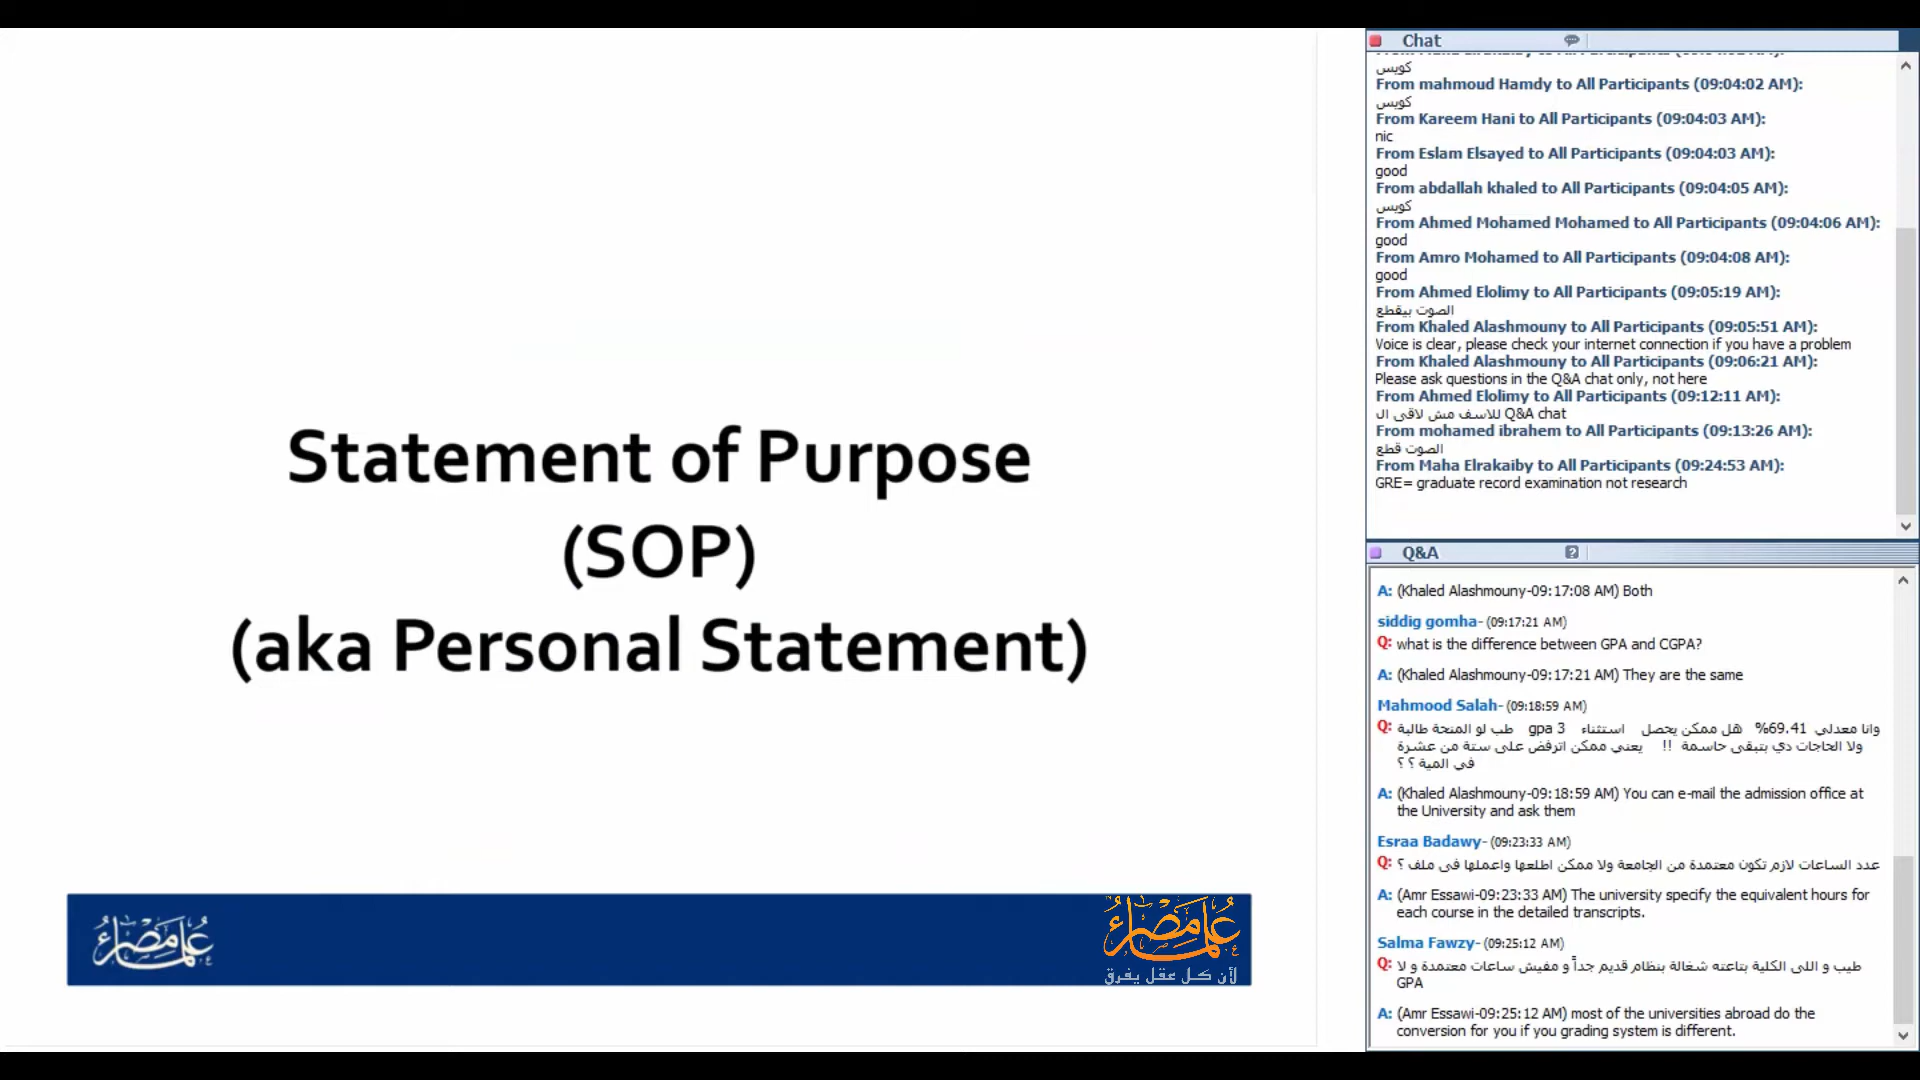 Statement of Purpose
(SOP)
(aka Personal Statement)
علماء مصر
علماء مصر
لأن كل عقل يفرق
Chat
كويس
From mahmoud Hamdy to All Participants (09:04:02 AM):
كويس
From Kareem Hani to All Participants (09:04:03 AM):
nic
From Eslam Elsayed to All Participants (09:04:03 AM):
good
From abdallah khaled to All Participants (09:04:05 AM):
كويس
From Ahmed Mohamed Mohamed to All Participants (09:04:06 AM):
good
From Amro Mohamed to All Participants (09:04:08 AM):
good
From Ahmed Elolimy to All Participants (09:05:19 AM):
الصوت بيقطع
From Khaled Alashmouny to All Participants (09:05:51 AM):
Voice is clear, please check your internet connection if you have a problem
From Khaled Alashmouny to All Participants (09:06:21 AM):
Please ask questions in the Q&A chat only, not here
From Ahmed Elolimy to All Participants (09:12:11 AM):
للاسف مش لاقى ال Q&A chat
From mohamed ibrahem to All Participants (09:13:26 AM):
الصوت قطع
From Maha Elrakaiby to All Participants (09:24:53 AM):
GRE= graduate record examination not research
Q&A
A: (Khaled Alashmouny-09:17:08 AM) Both
siddig gomha- (09:17:21 AM)
Q: what is the difference between GPA and CGPA?
A: (Khaled Alashmouny-09:17:21 AM) They are the same
Mahmood Salah- (09:18:59 AM)
Q: طب لو المنحة طالبة gpa 3 وانا معدلي 69.41% هل ممكن يحصل استثناء
ولا الحاجات دي بتبقى حاسمة !! يعني ممكن اترفض على ستة من عشرة
في المية ؟ ؟
A: (Khaled Alashmouny-09:18:59 AM) You can e-mail the admission office at
the University and ask them
Esraa Badawy- (09:23:33 AM)
Q: عدد الساعات لازم تكون معتمدة من الجامعة ولا ممكن اطلعها واعملها فى ملف ؟
A: (Amr Essawi-09:23:33 AM) The university specify the equivalent hours for
each course in the detailed transcripts.
Salma Fawzy- (09:25:12 AM)
Q: طيب و اللى الكلية بتاعته شغالة بنظام قديم جداً و مفيش ساعات معتمدة و لا
GPA
A: (Amr Essawi-09:25:12 AM) most of the universities abroad do the
conversion for you if you grading system is different.